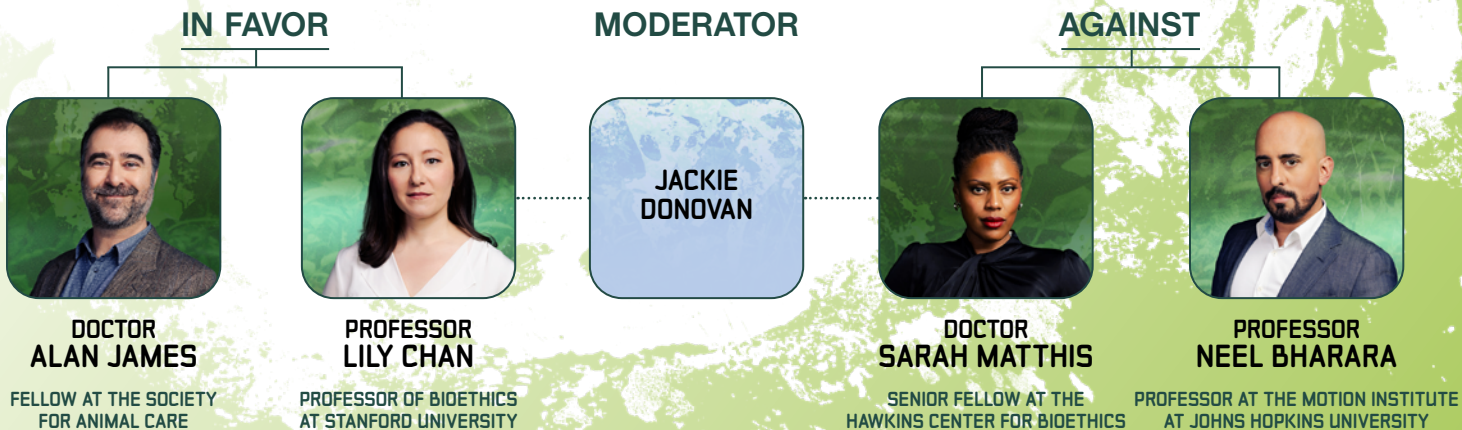 IN FAVOR
MODERATOR
AGAINST
JACKIE
DONOVAN
DOCTOR
ALAN JAMES
FELLOW AT THE SOCIETY
FOR ANIMAL CARE
PROFESSOR
LILY CHAN
PROFESSOR OF BIOETHICS
AT STANFORD UNIVERSITY
DOCTOR
SARAH MATTHIS
SENIOR FELLOW AT THE
HAWKINS CENTER FOR BIOETHICS
PROFESSOR
NEEL BHARARA
PROFESSOR AT THE MOTION INSTITUTE
AT JOHNS HOPKINS UNIVERSITY